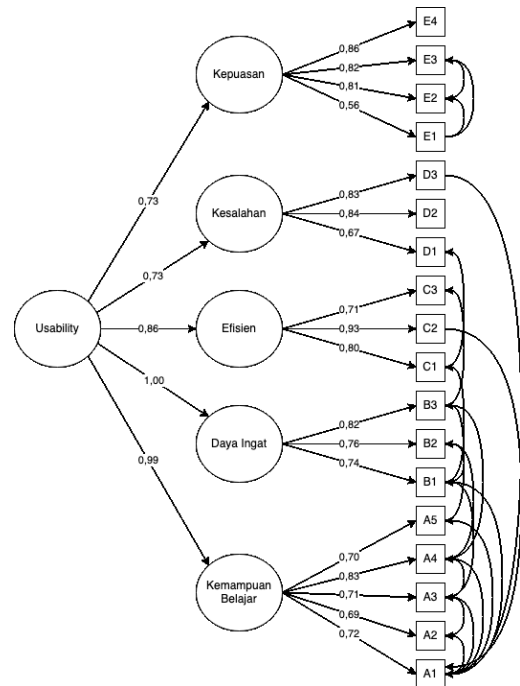 E4
0,86
E3
Kepuasan
0,82
0,81
E2
0,56
E1
D3
0,83
0,73
Kesalahan
0,84
D2
0,67
0,73
D1
C3
0,71
Usability
0,86
Efisien
0,93
C2
0,80
C1
1,00
B3
0,82
Daya Ingat
0,76
B2
0,74
0,99
B1
A5
0,70
A4
Kemampuan
Belajar
0,83
0,71
A3
0,69
A2
0,72
A1